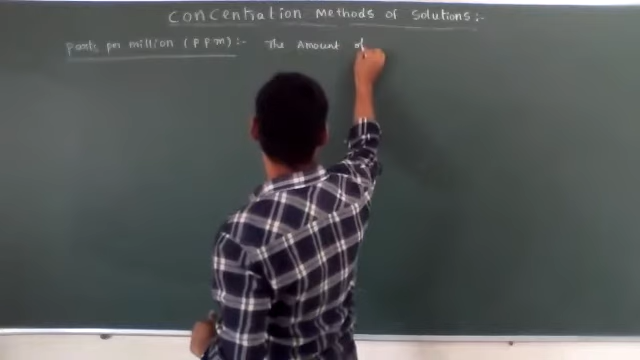 Concentration Methods of Solutions:-
Parts per million (PPm):- The Amount of